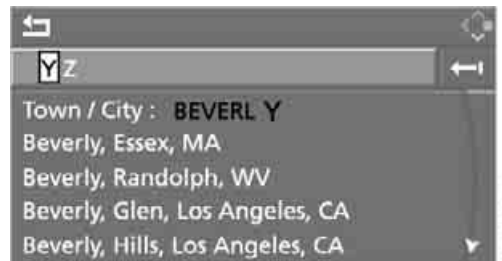 Y Z
Town / City : BEVERL Y
Beverly, Essex, MA
Beverly, Randolph, WV
Beverly, Glen, Los Angeles, CA
Beverly, Hills, Los Angeles, CA